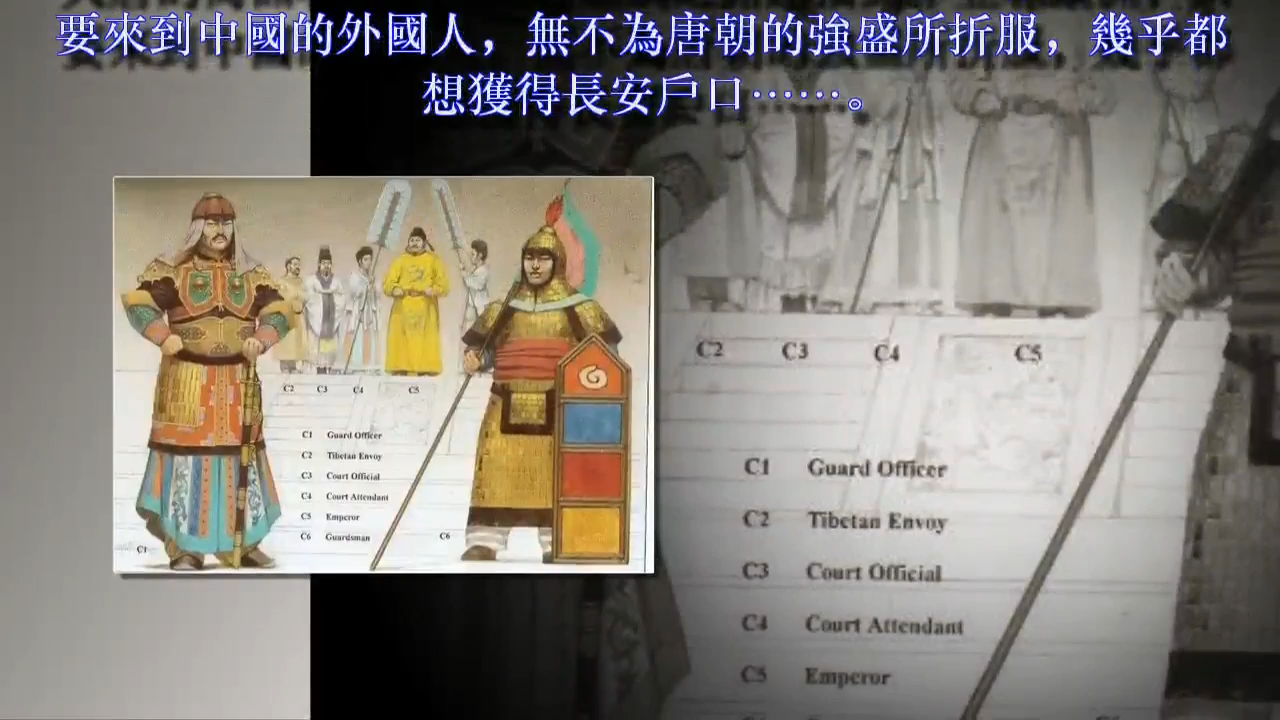 要來到中國的外國人，無不為唐朝的強盛所折服，幾乎都
想獲得長安戶口……。
C2 C3 C4 C5
C1 Guard Officer
C2 Tibetan Envoy
C3 Court Official
C4 Court Attendant
C5 Emperor
C6 Guardsman
C1
C6
C2 C3 C4 C5
C1 Guard Officer
C2 Tibetan Envoy
C3 Court Official
C4 Court Attendant
C5 Emperor